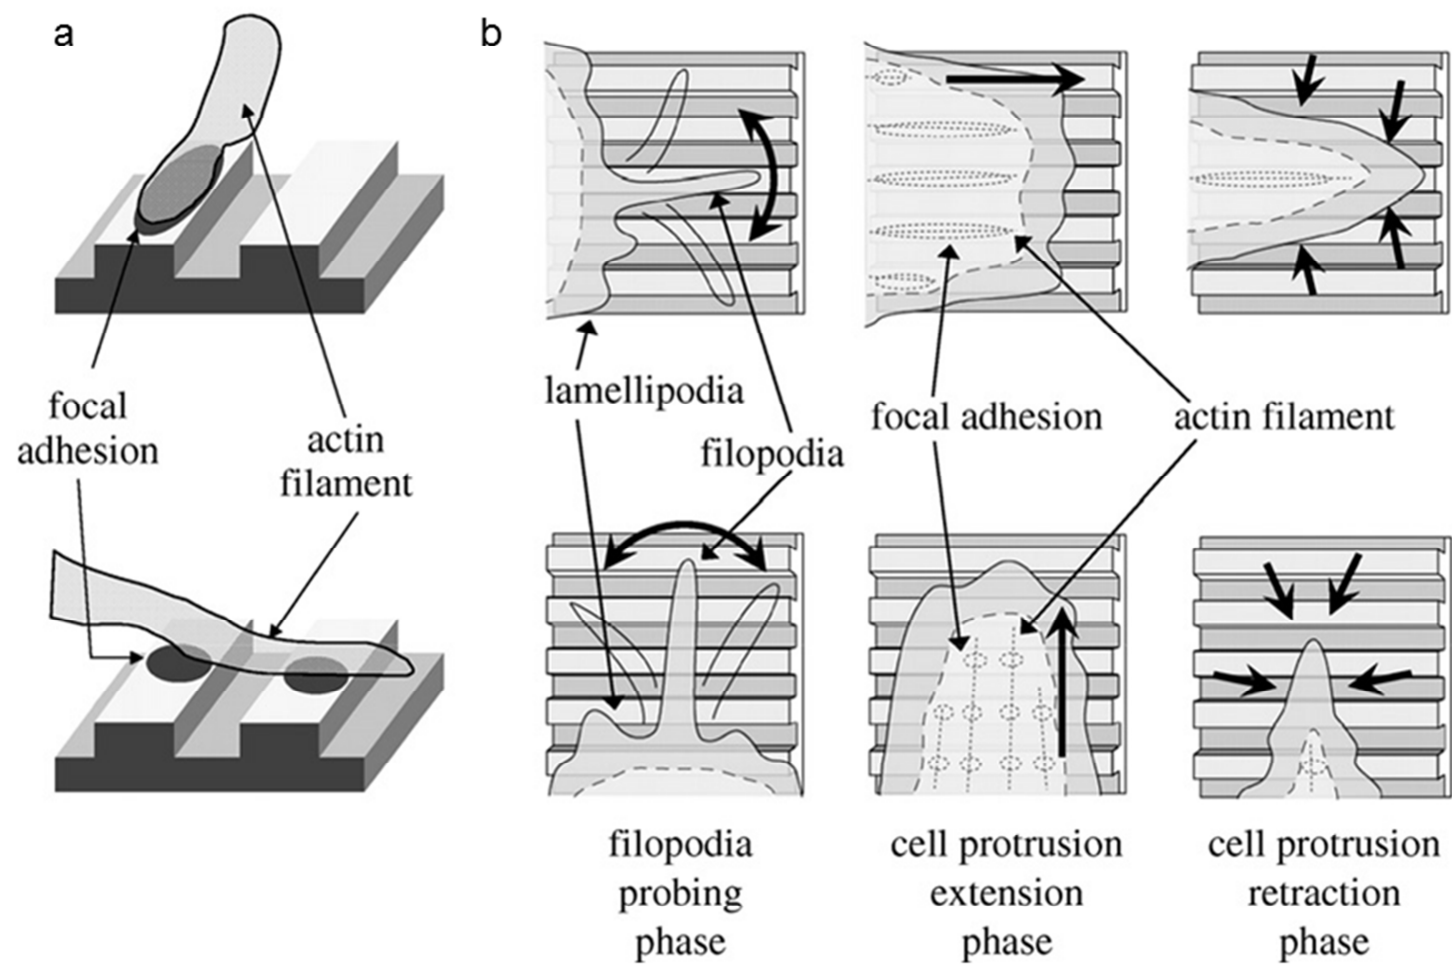 a
b
focal
adhesion
actin
filament
lamellipodia
filopodia
focal adhesion
actin filament
filopodia
probing
phase
cell protrusion
extension
phase
cell protrusion
retraction
phase